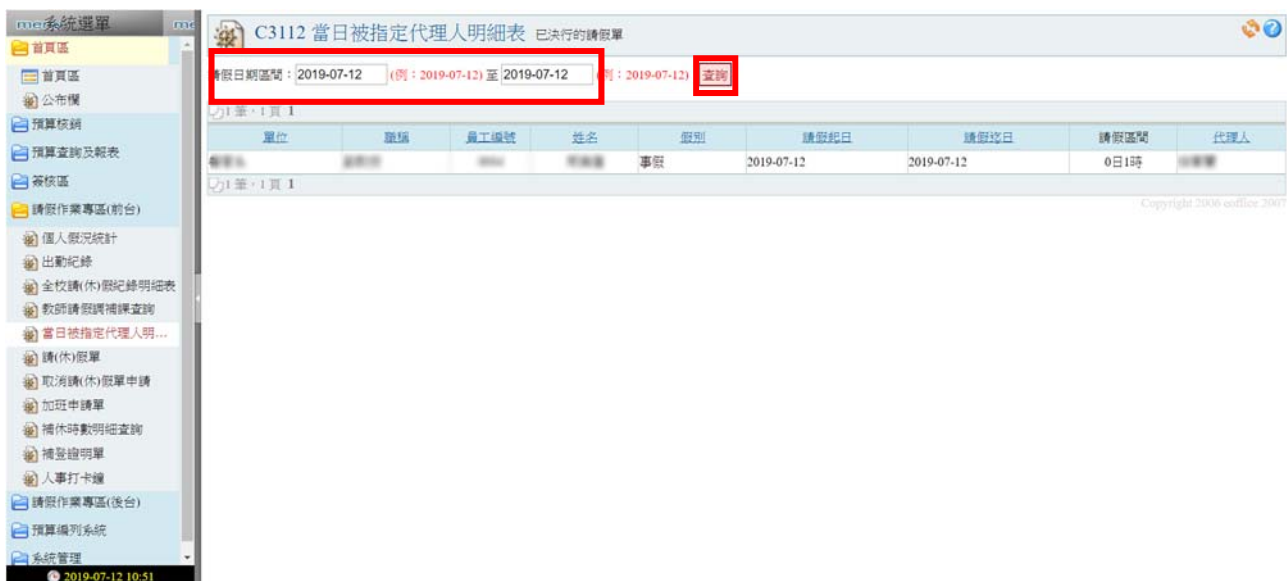 系統選單
首頁區
首頁區
公布欄
預算核銷
預算查詢及報表
簽核區
請假作業專區(前台)
個人假況統計
出勤紀錄
全校請(休)假紀錄明細表
教師請假調補課查詢
當日被指定代理人明...
請(休)假單
取消請(休)假單申請
加班申請單
補休時數明細查詢
補登證明單
人事打卡鐘
請假作業專區(後台)
預算編列系統
系統管理
2019-07-12 10:51
C3112 當日被指定代理人明細表 已決行的請假單
請假日期區間：2019-07-12 (例：2019-07-12) 至 2019-07-12 (例：2019-07-12) 查詢
1 筆，1 頁 1
單位 職稱 員工編號 姓名 假別 請假起日 請假迄日 請假區間 代理人
事假 2019-07-12 2019-07-12 0日1時
1 筆，1 頁 1
Copyright 2006 eoffice 2007